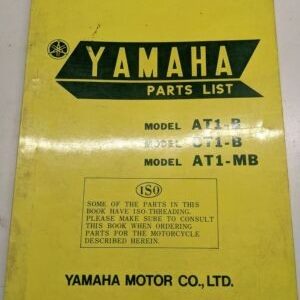 YAMAHA
PARTS LIST
MODEL AT1-B
MODEL CT1-B
MODEL AT1-MB
ISO
SOME OF THE PARTS IN THIS
BOOK HAVE ISO-THREADING.
PLEASE MAKE SURE TO CONSULT
THIS BOOK WHEN ORDERING
PARTS FOR THE MOTORCYCLE
DESCRIBED HEREIN.
YAMAHA MOTOR CO., LTD.